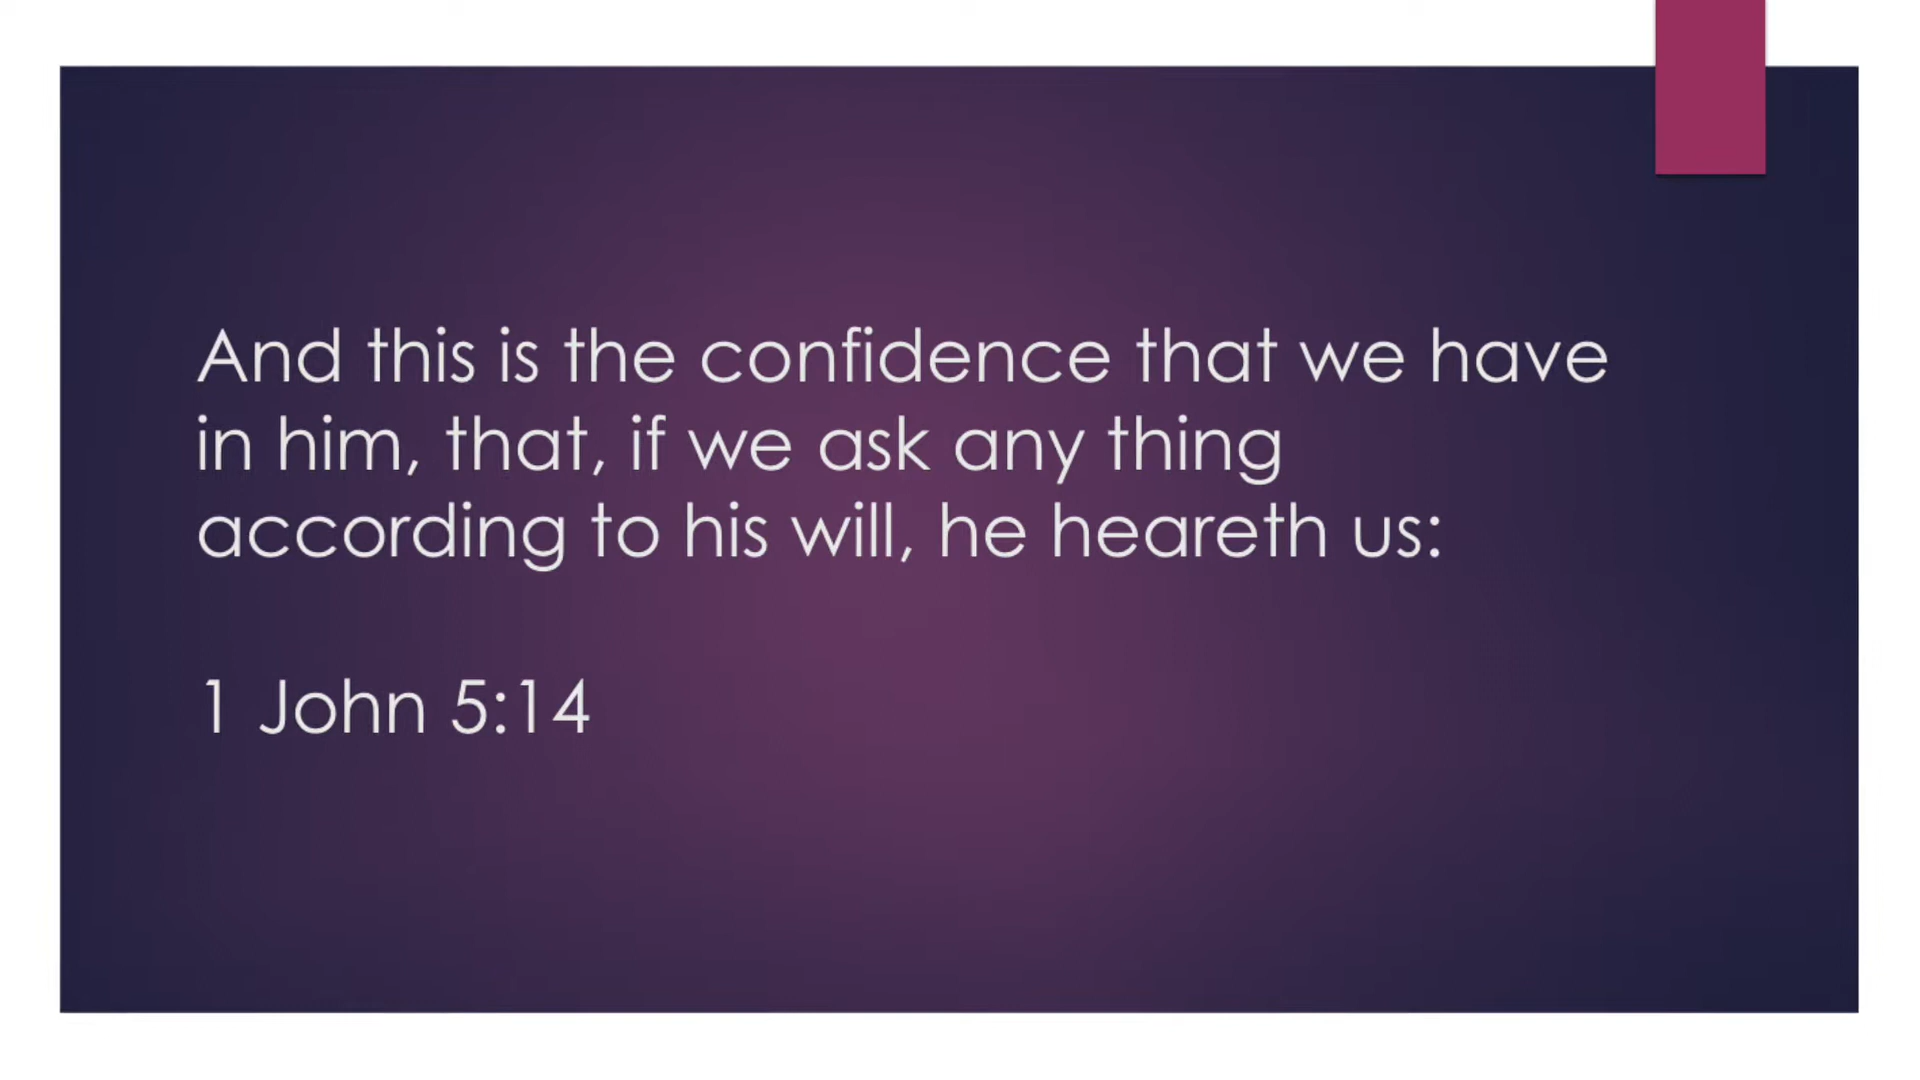 And this is the confidence that we have
in him, that, if we ask any thing
according to his will, he heareth us:
1 John 5:14